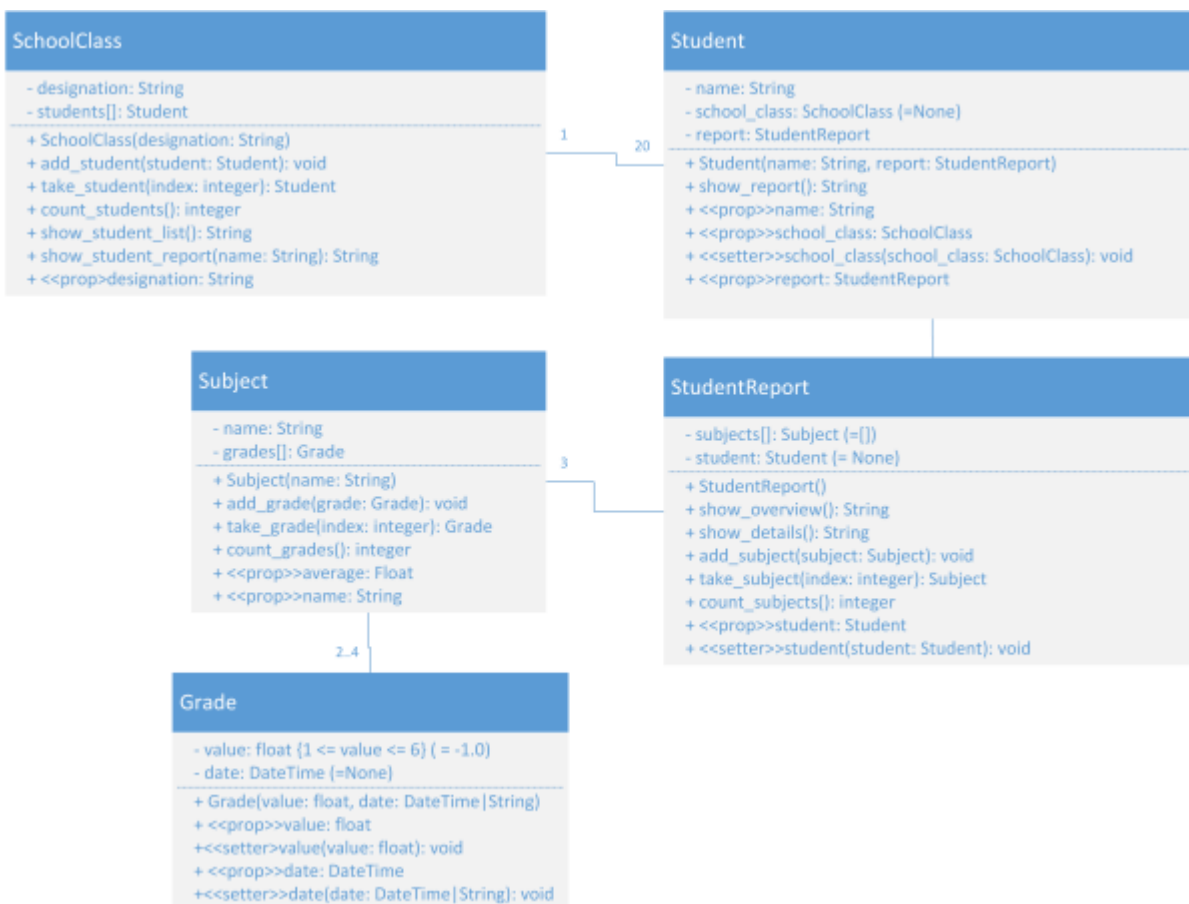 SchoolClass
- designation: String
- students[]: Student
+ SchoolClass(designation: String)
+ add_student(student: Student): void
+ take_student(index: integer): Student
+ count_students(): integer
+ show_student_list(): String
+ show_student_report(name: String): String
+ <<prop>designation: String
1
20
Student
- name: String
- school_class: SchoolClass (=None)
- report: StudentReport
+ Student(name: String, report: StudentReport)
+ show_report(): String
+ <<prop>>name: String
+ <<prop>>school_class: SchoolClass
+ <<setter>>school_class(school_class: SchoolClass): void
+ <<prop>>report: StudentReport
Subject
- name: String
- grades[]: Grade
+ Subject(name: String)
+ add_grade(grade: Grade): void
+ take_grade(index: integer): Grade
+ count_grades(): integer
+ <<prop>>average: Float
+ <<prop>>name: String
3
StudentReport
- subjects[]: Subject (=[])
- student: Student (= None)
+ StudentReport()
+ show_overview(): String
+ show_details(): String
+ add_subject(subject: Subject): void
+ take_subject(index: integer): Subject
+ count_subjects(): integer
+ <<prop>>student: Student
+ <<setter>>student(student: Student): void
2..4
Grade
- value: float {1 <= value <= 6} ( = -1.0)
- date: DateTime (=None)
+ Grade(value: float, date: DateTime|String)
+ <<prop>>value: float
+<<setter>value(value: float): void
+ <<prop>>date: DateTime
+<<setter>>date(date: DateTime|String): void